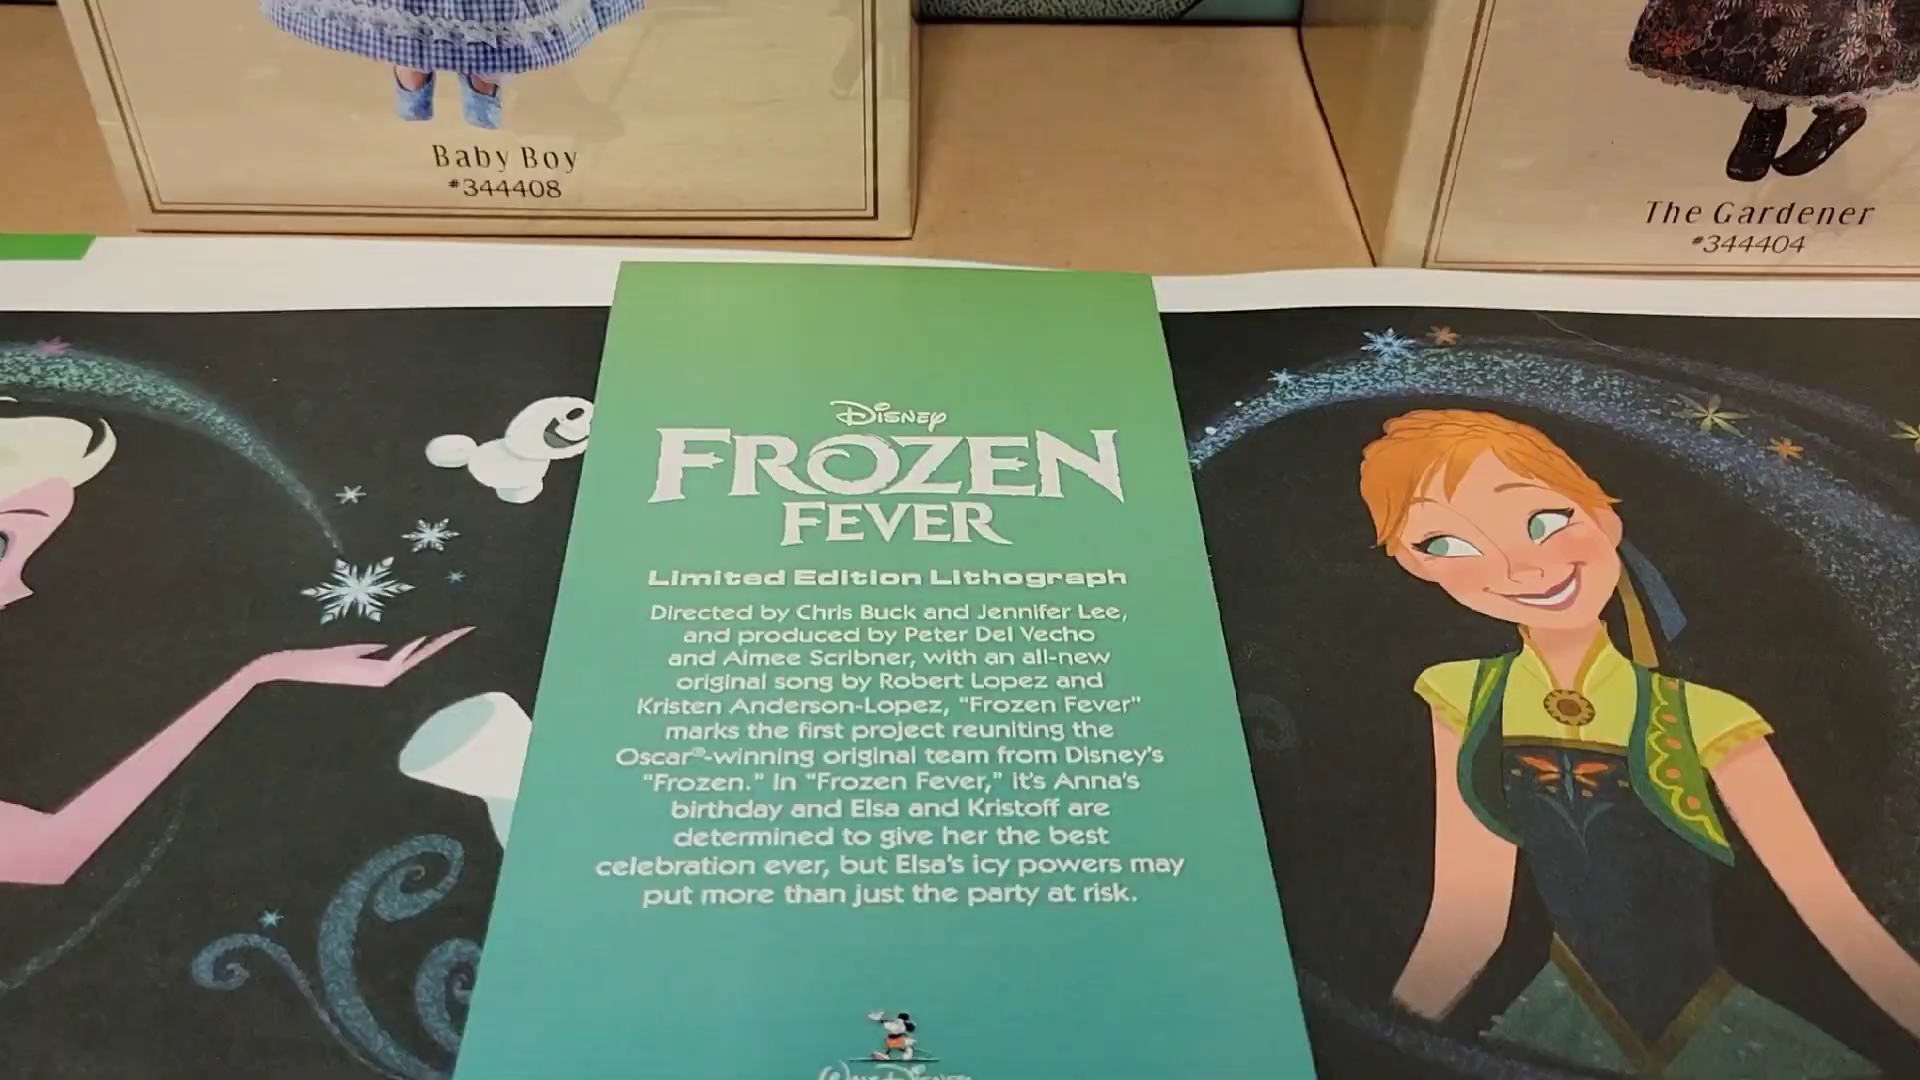 Baby Boy
#344408
The Gardener
#344404
Disney
FROZEN
FEVER
Limited Edition Lithograph
Directed by Chris Buck and Jennifer Lee,
and produced by Peter Del Vecho
and Aimee Scribner, with an all-new
original song by Robert Lopez and
Kristen Anderson-Lopez, "Frozen Fever"
marks the first project reuniting the
Oscar®-winning original team from Disney's
"Frozen." In "Frozen Fever," it's Anna's
birthday and Elsa and Kristoff are
determined to give her the best
celebration ever, but Elsa's icy powers may
put more than just the party at risk.
Walt Disney